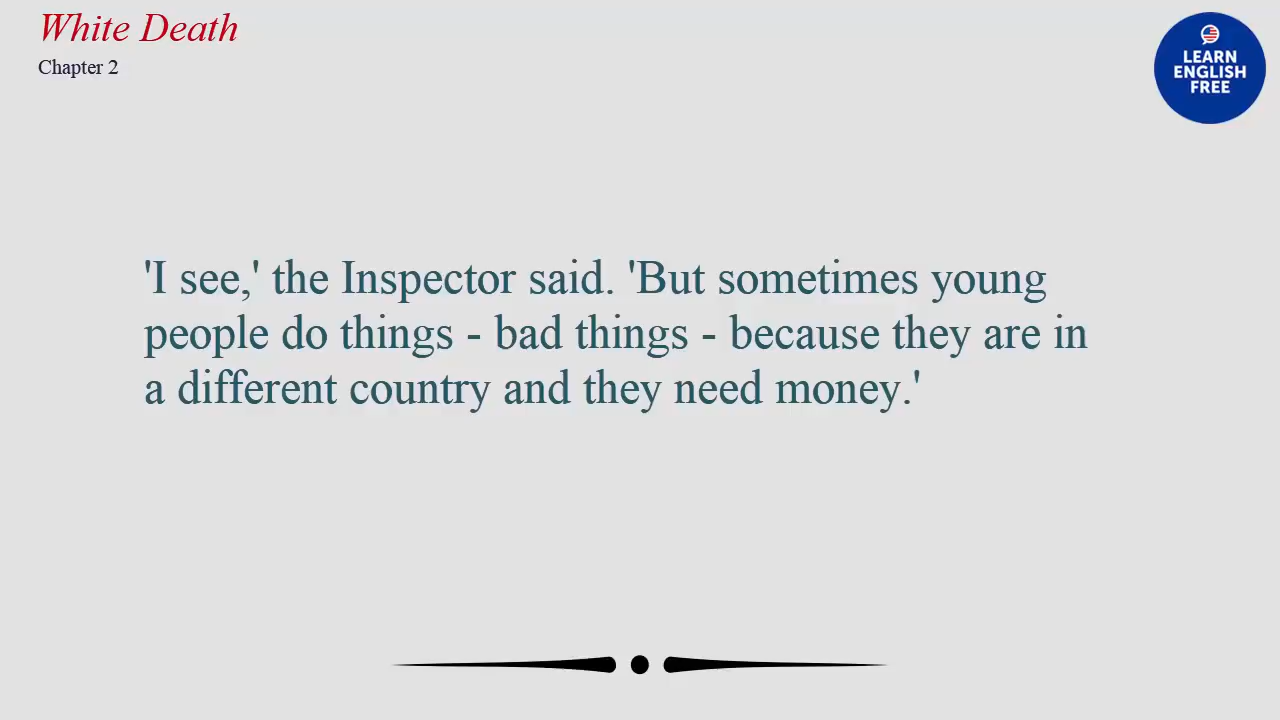 White Death
Chapter 2
LEARN
ENGLISH
FREE
'I see,' the Inspector said. 'But sometimes young
people do things - bad things - because they are in
a different country and they need money.'